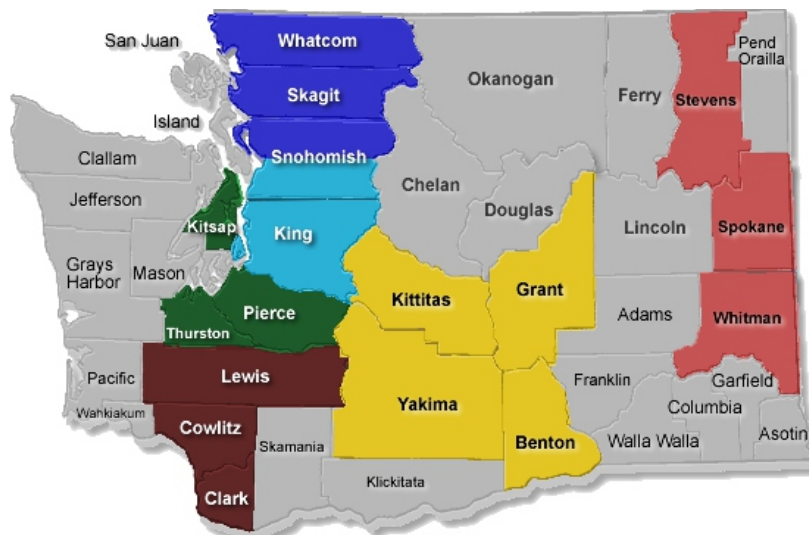 San Juan
Whatcom
Pend
Orailla
Okanogan
Skagit
Ferry
Stevens
Island
Snohomish
Clallam
Chelan
Jefferson
Douglas
Kitsap
Lincoln
Spokane
King
Grays
Harbor
Mason
Kittitas
Grant
Pierce
Adams
Whitman
Thurston
Lewis
Pacific
Franklin
Garfield
Yakima
Columbia
Wahkiakum
Cowlitz
Skamania
Benton
Walla Walla
Asotin
Klickitata
Clark